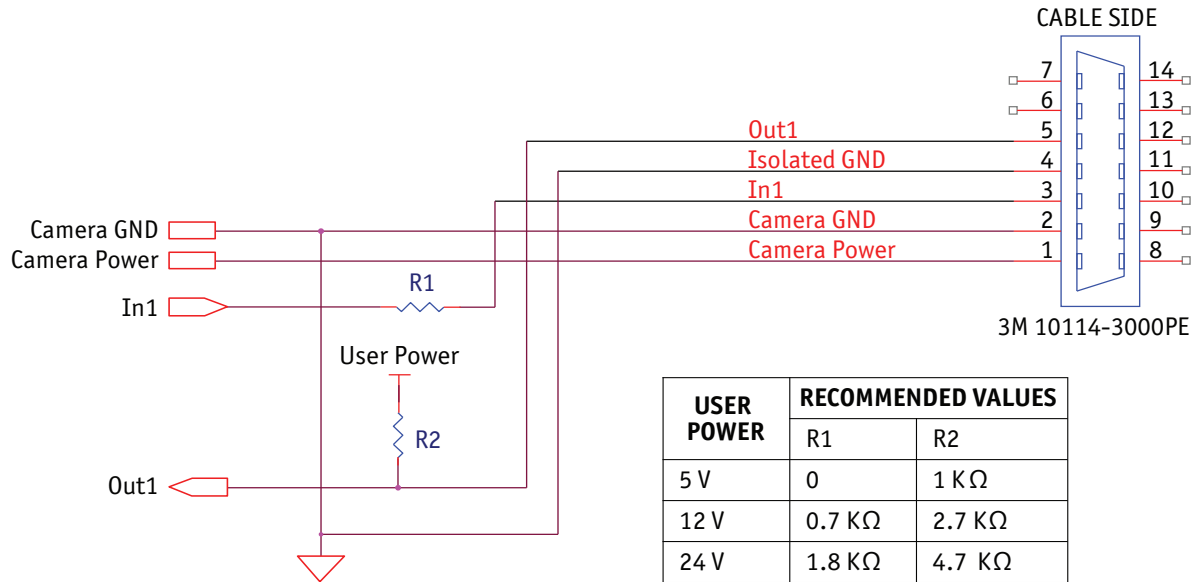 CABLE SIDE
7 14
6 13
Out1 5 12
Isolated GND 4 11
In1 3 10
Camera GND Camera GND 2 9
Camera Power Camera Power 1 8
R1
In1
3M 10114-3000PE
User Power
R2
Out1
USER POWER RECOMMENDED VALUES
R1 R2
5 V 0 1 KΩ
12 V 0.7 KΩ 2.7 KΩ
24 V 1.8 KΩ 4.7 KΩ